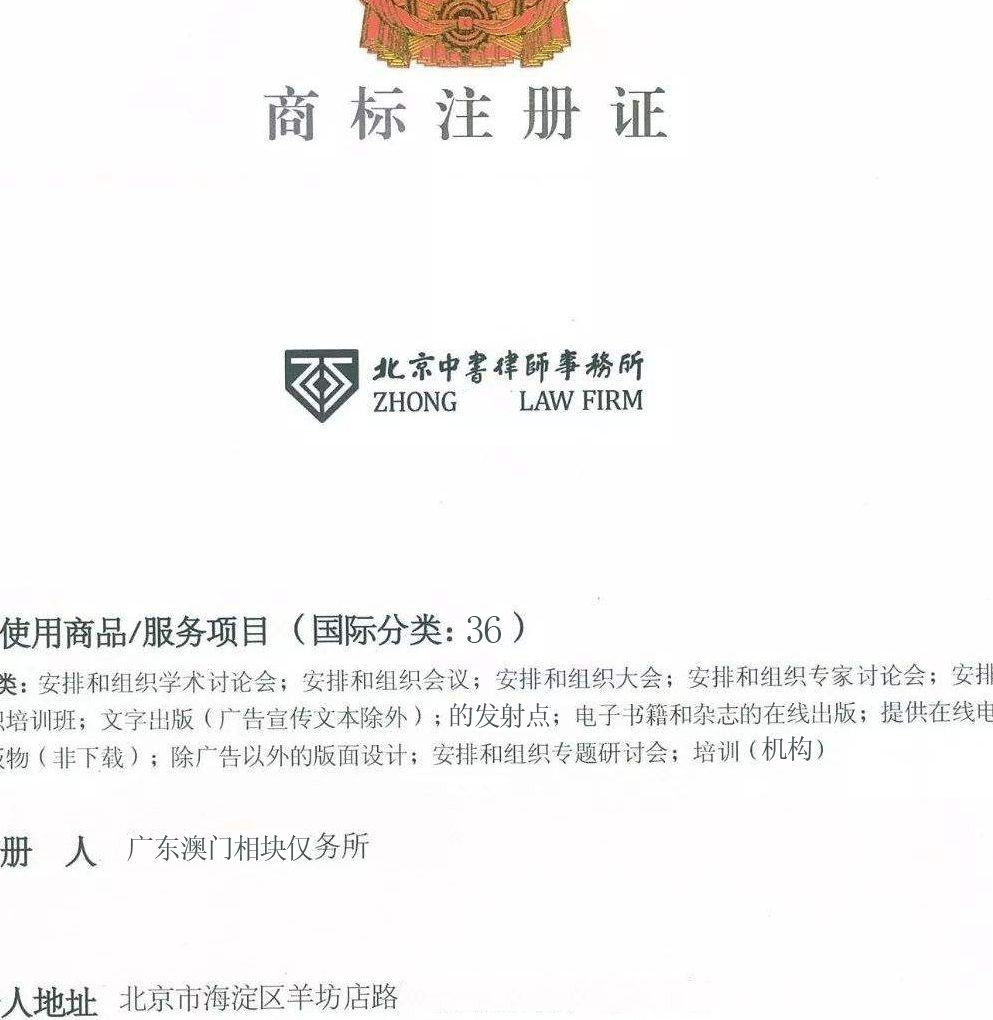 商标注册证
北京中書律師事務所
ZHONG LAW FIRM
使用商品/服务项目（国际分类：36）
类：安排和组织学术讨论会；安排和组织会议；安排和组织大会；安排和组织专家讨论会；安排
培训班；文字出版（广告宣传文本除外）；的发射点；电子书籍和杂志的在线出版；提供在线电
物（非下载）；除广告以外的版面设计；安排和组织专题研讨会；培训（机构）
册 人 广东澳门相块仅务所
人地址 北京市海淀区羊坊店路